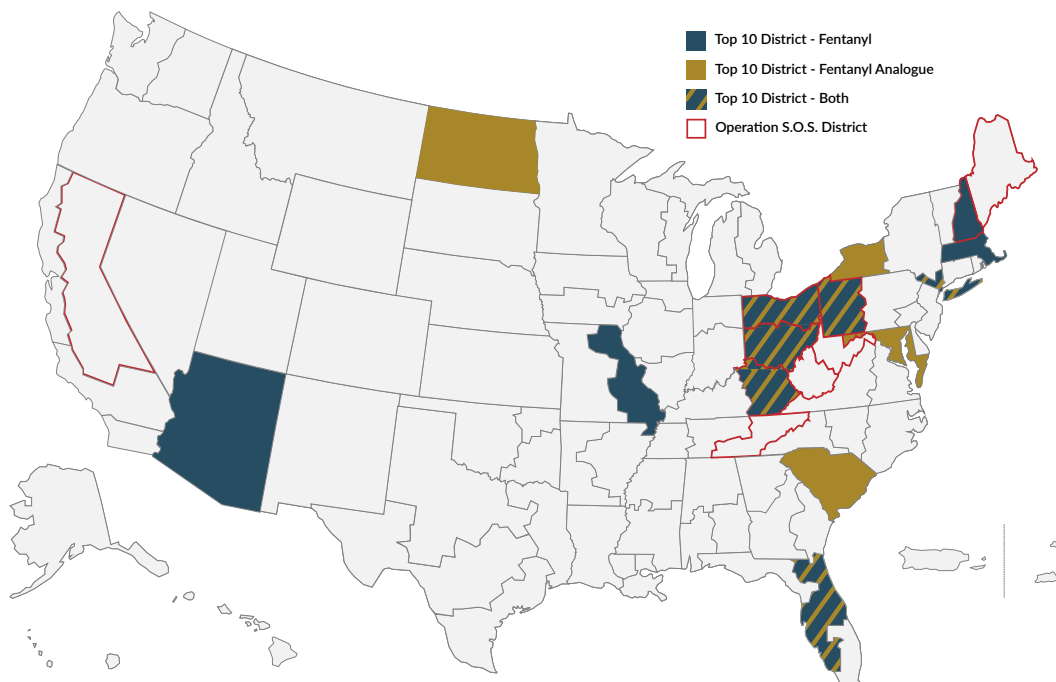 Top 10 District - Fentanyl
Top 10 District - Fentanyl Analogue
Top 10 District - Both
Operation S.O.S. District